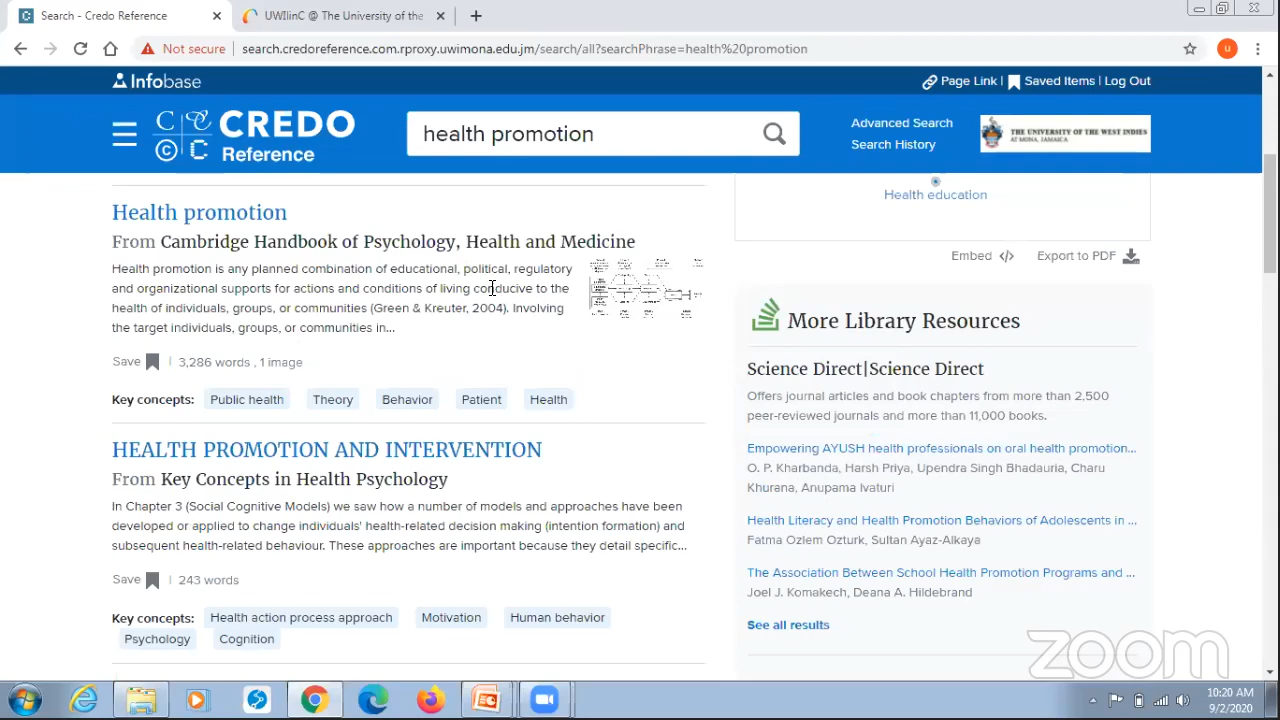 Search - Credo Reference
UWIlinC @ The University of the
Not secure
search.credoreference.com.rproxy.uwimona.edu.jm/search/all?searchPhrase=health%20promotion
u
Infobase
Page Link | Saved Items | Log Out
CREDO
Reference
health promotion
Advanced Search
Search History
THE UNIVERSITY OF THE WEST INDIES
AT MONA, JAMAICA
Health promotion
From Cambridge Handbook of Psychology, Health and Medicine
Health promotion is any planned combination of educational, political, regulatory
and organizational supports for actions and conditions of living conducive to the
health of individuals, groups, or communities (Green & Kreuter, 2004). Involving
the target individuals, groups, or communities in...
Save | 3,286 words , 1 image
Key concepts: Public health Theory Behavior Patient Health
HEALTH PROMOTION AND INTERVENTION
From Key Concepts in Health Psychology
In Chapter 3 (Social Cognitive Models) we saw how a number of models and approaches have been
developed or applied to change individuals' health-related decision making (intention formation) and
subsequent health-related behaviour. These approaches are important because they detail specific...
Save | 243 words
Key concepts: Health action process approach Motivation Human behavior
Psychology Cognition
Health education
Embed </> Export to PDF
More Library Resources
Science Direct|Science Direct
Offers journal articles and book chapters from more than 2,500
peer-reviewed journals and more than 11,000 books.
Empowering AYUSH health professionals on oral health promotion...
O. P. Kharbanda, Harsh Priya, Upendra Singh Bhadauria, Charu
Khurana, Anupama Ivaturi
Health Literacy and Health Promotion Behaviors of Adolescents in ...
Fatma Ozlem Ozturk, Sultan Ayaz-Alkaya
The Association Between School Health Promotion Programs and ...
Joel J. Komakech, Deana A. Hildebrand
See all results
zoom
10:20 AM
9/2/2020